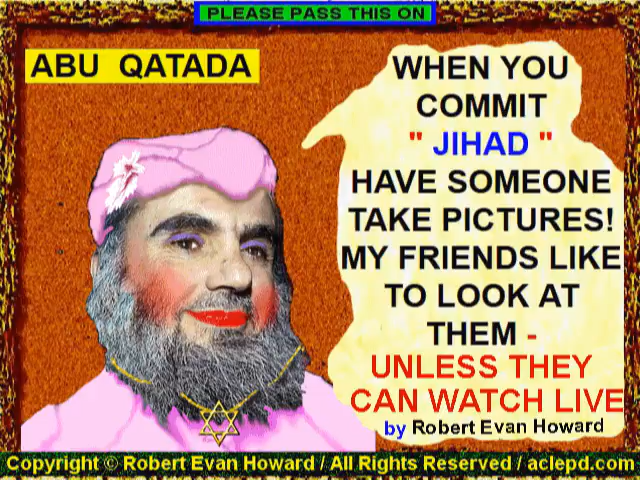 PLEASE PASS THIS ON
ABU QATADA
WHEN YOU
COMMIT
" JIHAD "
HAVE SOMEONE
TAKE PICTURES!
MY FRIENDS LIKE
TO LOOK AT
THEM -
UNLESS THEY
CAN WATCH LIVE
by Robert Evan Howard
Copyright © Robert Evan Howard / All Rights Reserved / aclepd.com